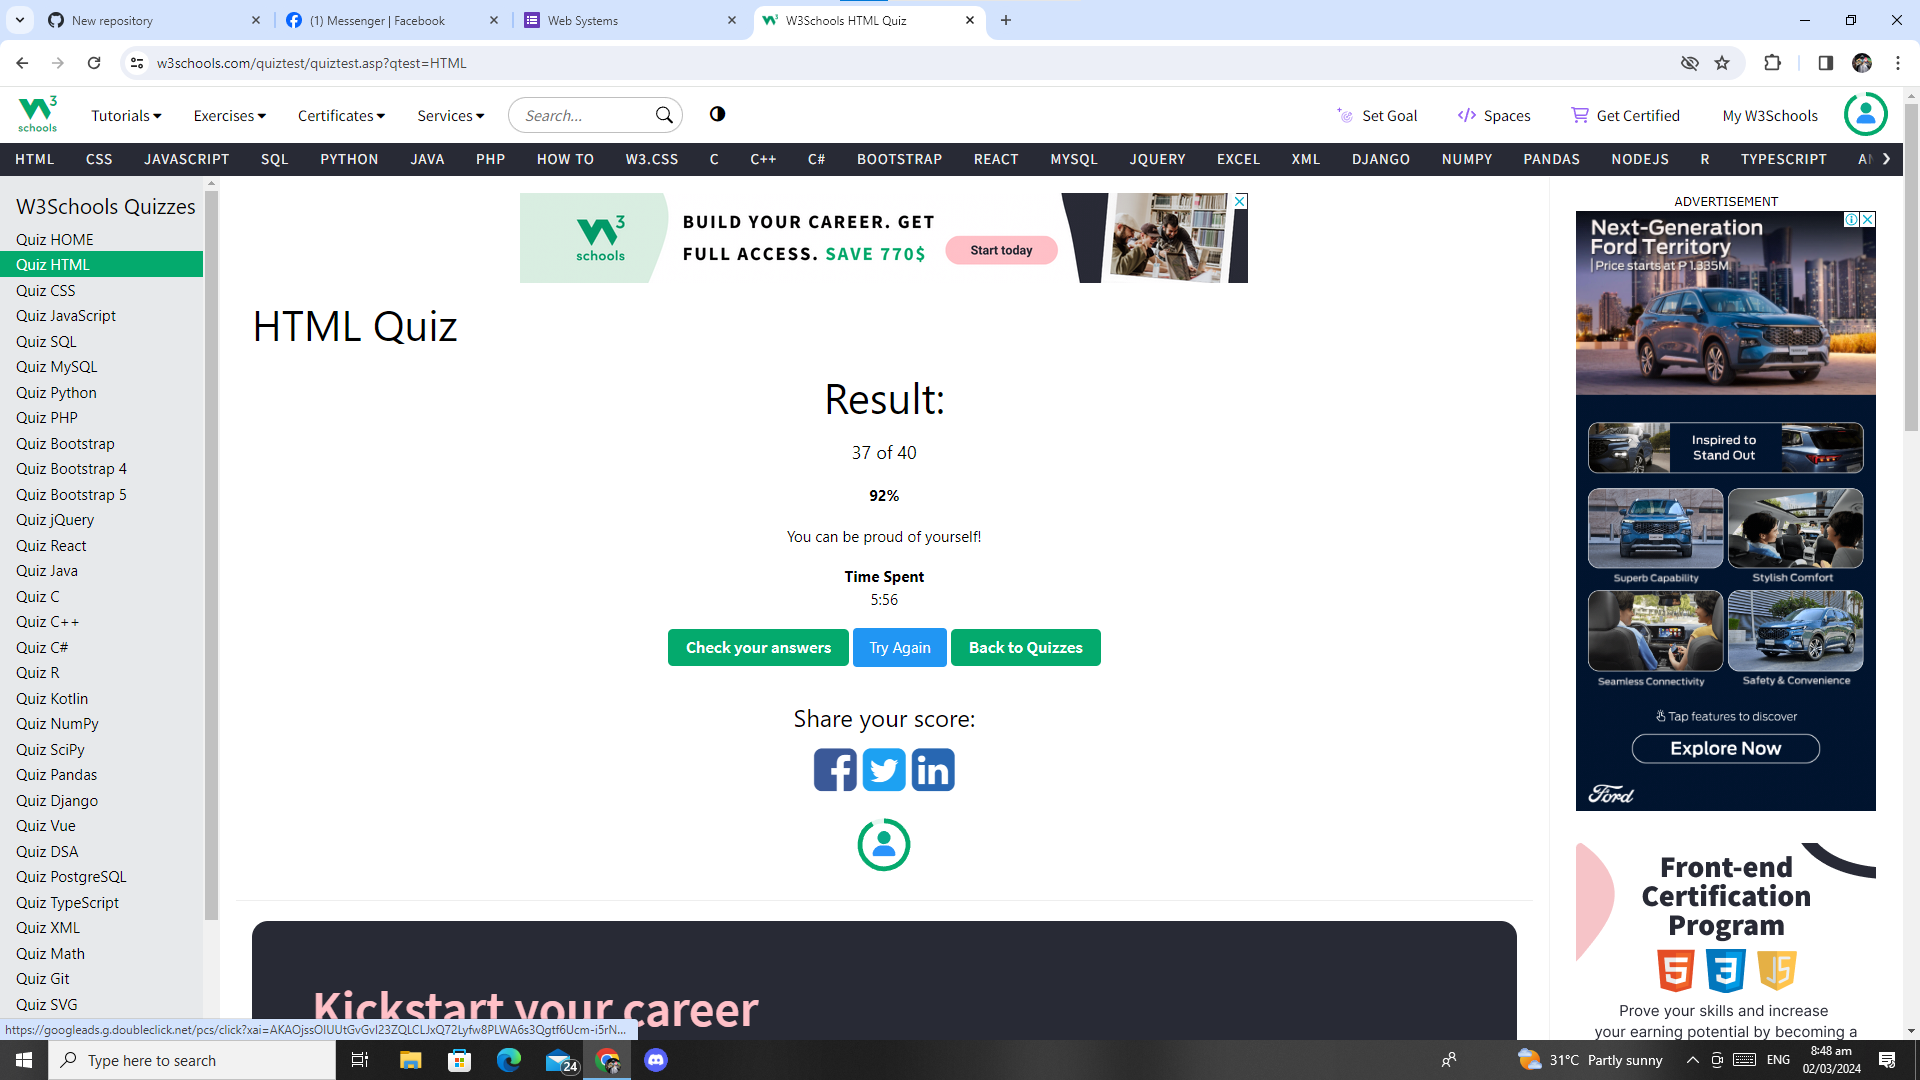 New repository
(1) Messenger | Facebook
Web Systems
W3Schools HTML Quiz
w3schools.com/quiztest/quiztest.asp?qtest=HTML
3
schools
Tutorials
Exercises
Certificates
Services
Search...
Set Goal
Spaces
Get Certified
My W3Schools
HTML CSS JAVASCRIPT SQL PYTHON JAVA PHP HOW TO W3.CSS C C++ C# BOOTSTRAP REACT MYSQL JQUERY EXCEL XML DJANGO NUMPY PANDAS NODEJS R TYPESCRIPT
W3Schools Quizzes
Quiz HOME
Quiz HTML
Quiz CSS
Quiz JavaScript
Quiz SQL
Quiz MySQL
Quiz Python
Quiz PHP
Quiz Bootstrap
Quiz Bootstrap 4
Quiz Bootstrap 5
Quiz jQuery
Quiz React
Quiz Java
Quiz C
Quiz C++
Quiz C#
Quiz R
Quiz Kotlin
Quiz NumPy
Quiz SciPy
Quiz Pandas
Quiz Django
Quiz Vue
Quiz DSA
Quiz PostgreSQL
Quiz TypeScript
Quiz XML
Quiz Math
Quiz Git
Quiz SVG
3
schools
BUILD YOUR CAREER. GET
FULL ACCESS. SAVE 770$
Start today
HTML Quiz
Result:
37 of 40
92%
You can be proud of yourself!
Time Spent
5:56
Check your answers
Try Again
Back to Quizzes
Share your score:
Kickstart your career
ADVERTISEMENT
Next-Generation
Ford Territory
| Price starts at P 1.335M
Inspired to
Stand Out
Superb Capability
Stylish Comfort
Seamless Connectivity
Safety & Convenience
Tap features to discover
Explore Now
Ford
Front-end
Certification
Program
5 3 JS
Prove your skills and increase
your earning potential by becoming a
Type here to search
24
31°C Partly sunny
ENG
8:48 am
02/03/2024